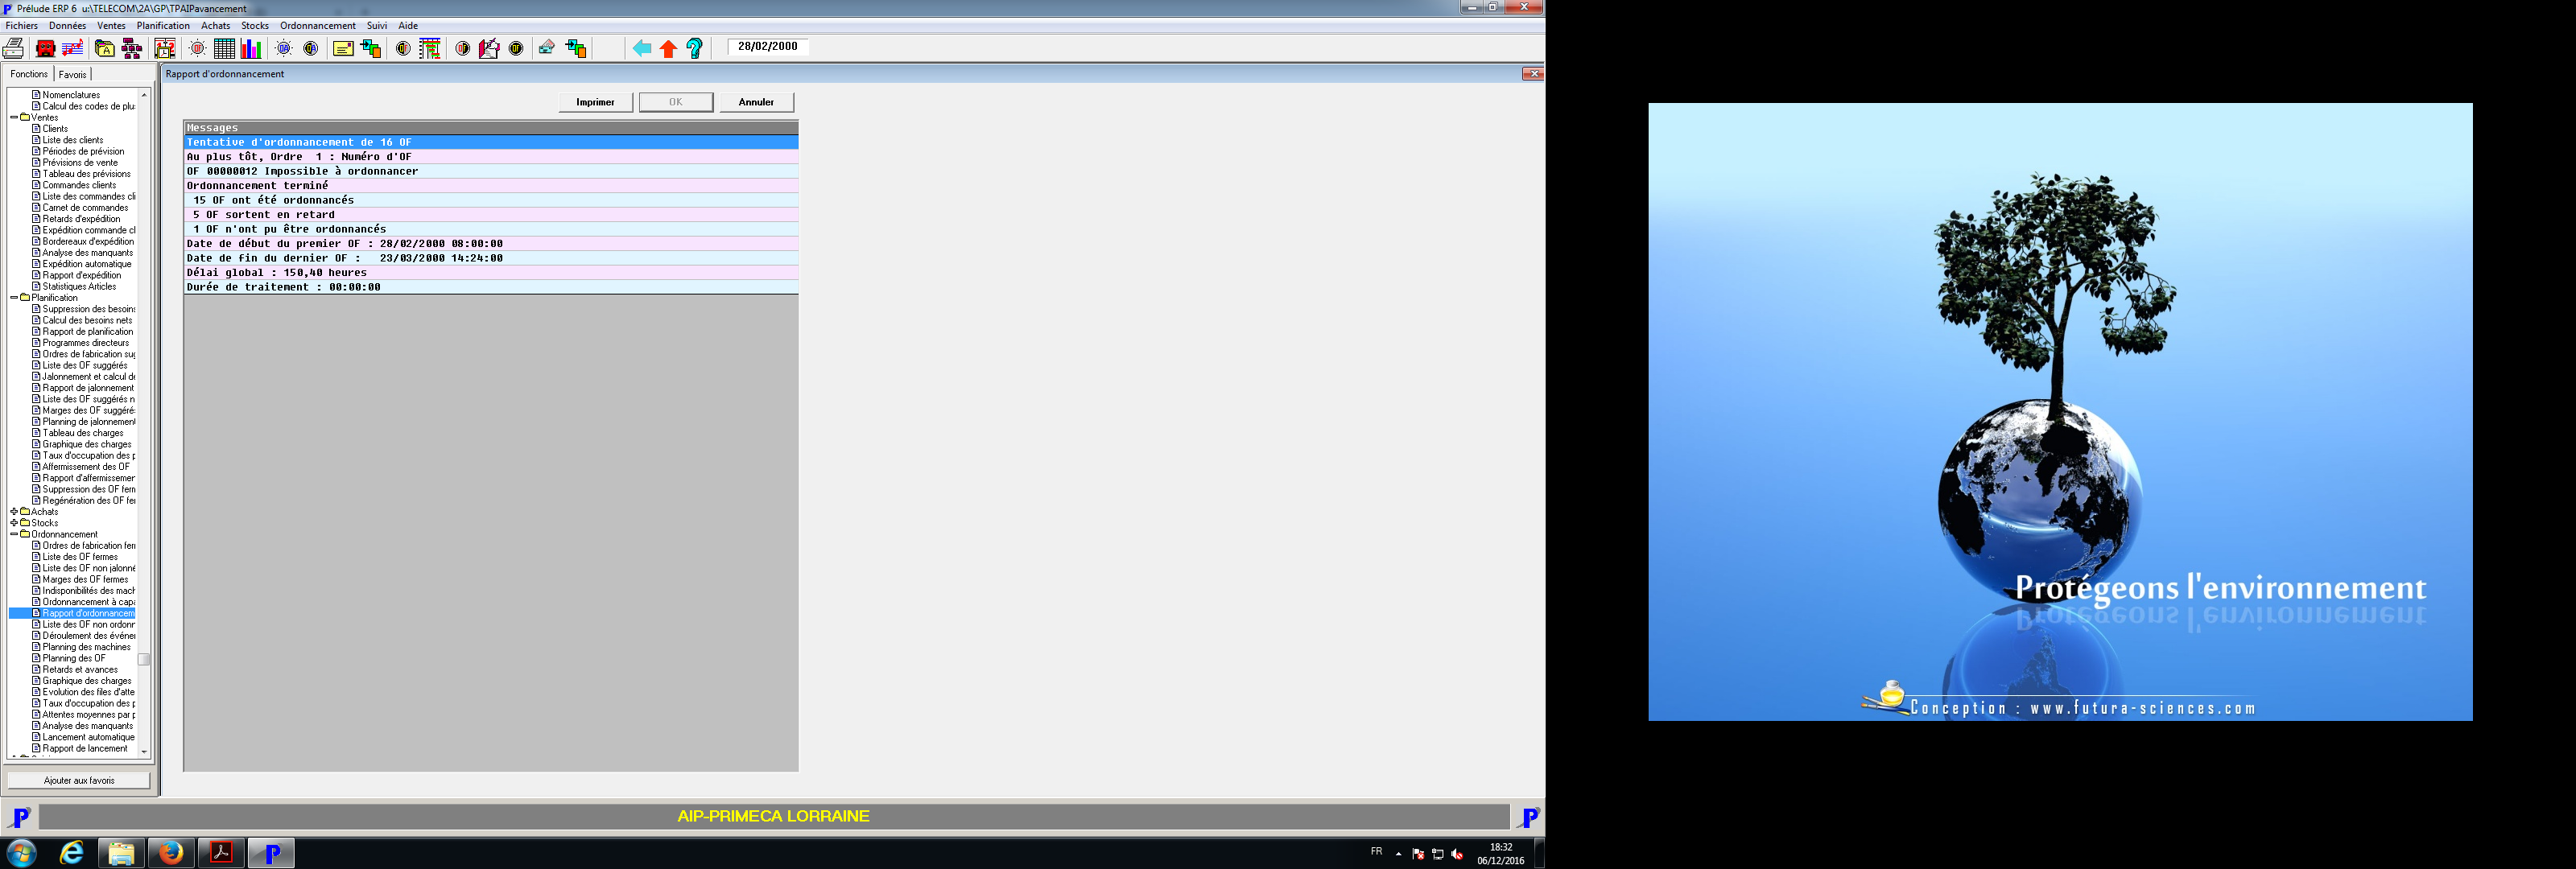 Prélude ERP 6 u:\TELECOM\2A\GP\TPAIPavancement
Fichiers Données Ventes Planification Achats Stocks Ordonnancement Suivi Aide
28/02/2000
Fonctions Favoris
Rapport d'ordonnancement
Nomenclatures
Calcul des codes de plu
Ventes
Clients
Liste des clients
Périodes de prévision
Prévisions de vente
Tableau des prévisions
Commandes clients
Liste des commandes cli
Carnet de commandes
Retards d'expédition
Expédition commande cl
Bordereaux d'expédition
Analyse des manquants
Expédition automatique
Rapport d'expédition
Statistiques Articles
Planification
Suppression des besoins
Calcul des besoins nets
Rapport de planification
Programmes directeurs
Ordres de fabrication sug
Liste des OF suggérés
Jalonnement et calcul de
Rapport de jalonnement
Liste des OF suggérés n
Marges des OF suggérés
Planning de jalonnement
Tableau des charges
Graphique des charges
Taux d'occupation des p
Affermissement des OF
Rapport d'affermissemen
Suppression des OF ferm
Regénération des OF fer
Achats
Stocks
Ordonnancement
Ordres de fabrication fern
Liste des OF fermes
Liste des OF non jalonné
Marges des OF fermes
Indisponibilités des mach
Ordonnancement à capa
Rapport d'ordonnancem
Liste des OF non ordonn
Déroulement des événe
Planning des machines
Planning des OF
Retards et avances
Graphique des charges
Evolution des files d'atte
Taux d'occupation des p
Attentes moyennes par p
Analyse des manquants
Lancement automatique
Rapport de lancement
Ajouter aux favoris
Imprimer OK Annuler
Messages
Tentative d'ordonnancement de 16 OF
Au plus tôt, Ordre 1 : Numéro d'OF
OF 00000012 Impossible à ordonnancer
Ordonnancement terminé
15 OF ont été ordonnancés
5 OF sortent en retard
1 OF n'ont pu être ordonnancés
Date de début du premier OF : 28/02/2000 08:00:00
Date de fin du dernier OF : 23/03/2000 14:24:00
Délai global : 150,40 heures
Durée de traitement : 00:00:00
AIP-PRIMECA LORRAINE
FR
18:32
06/12/2016
Protégeons l'environnement
Conception : www.futura-sciences.com